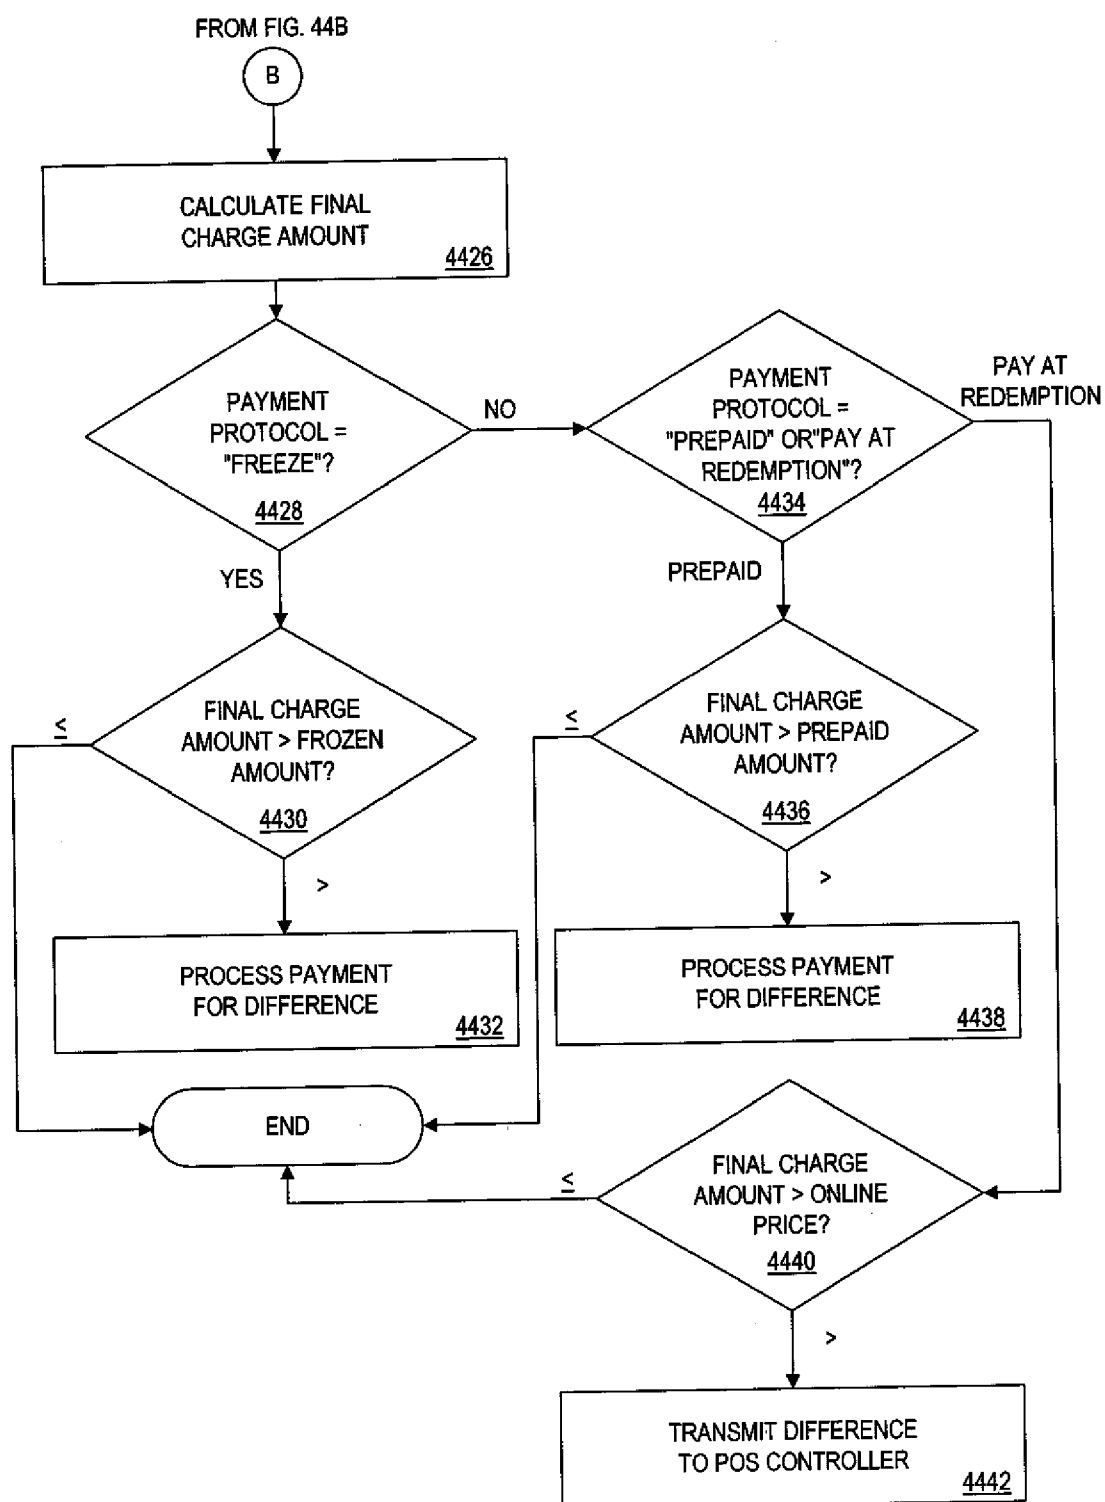 FROM FIG. 44B
B
CALCULATE FINAL
CHARGE AMOUNT
4426
PAYMENT
PROTOCOL =
"FREEZE"?
4428
NO
PAYMENT
PROTOCOL =
"PREPAID" OR"PAY AT
REDEMPTION"?
4434
PAY AT
REDEMPTION
YES
PREPAID
FINAL CHARGE
AMOUNT > FROZEN
AMOUNT?
4430
≤
>
FINAL CHARGE
AMOUNT > PREPAID
AMOUNT?
4436
≤
>
PROCESS PAYMENT
FOR DIFFERENCE
4432
PROCESS PAYMENT
FOR DIFFERENCE
4438
END
FINAL CHARGE
AMOUNT > ONLINE
PRICE?
4440
≤
>
TRANSMIT DIFFERENCE
TO POS CONTROLLER
4442